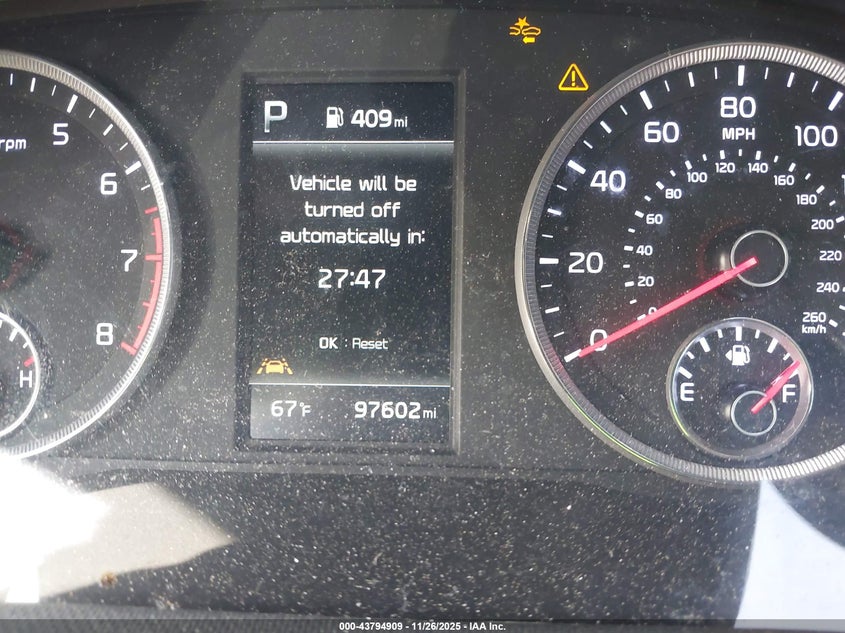 P 409 mi
Vehicle will be
turned off
automatically in:
27:47
OK : Reset
67°F 97602 mi
rpm
5
6
7
8
H
0
20
40
60
80
100
MPH
0
20
40
60
80
100
120
140
160
180
200
220
240
260
km/h
E F
000-43794909 - 11/26/2025 - IAA Inc.